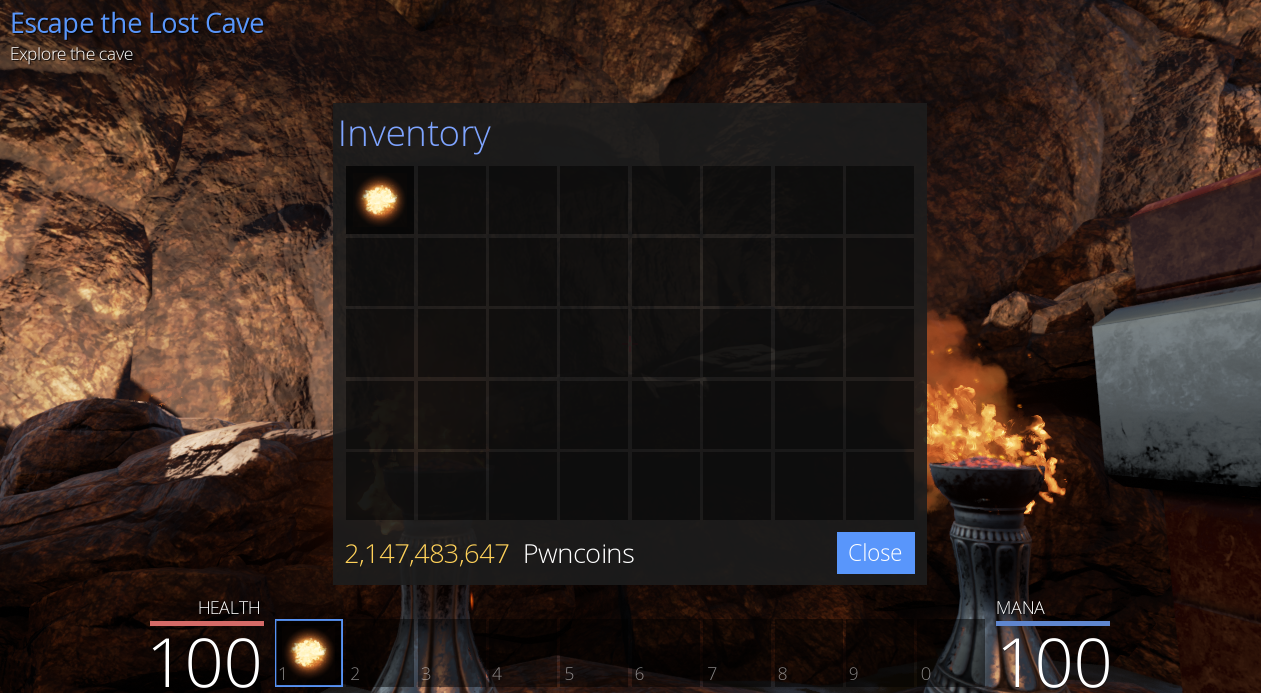 Escape the Lost Cave
Explore the cave
Inventory
2,147,483,647 Pwncoins
Close
HEALTH
100
1 2 3 4 5 6 7 8 9 0
MANA
100